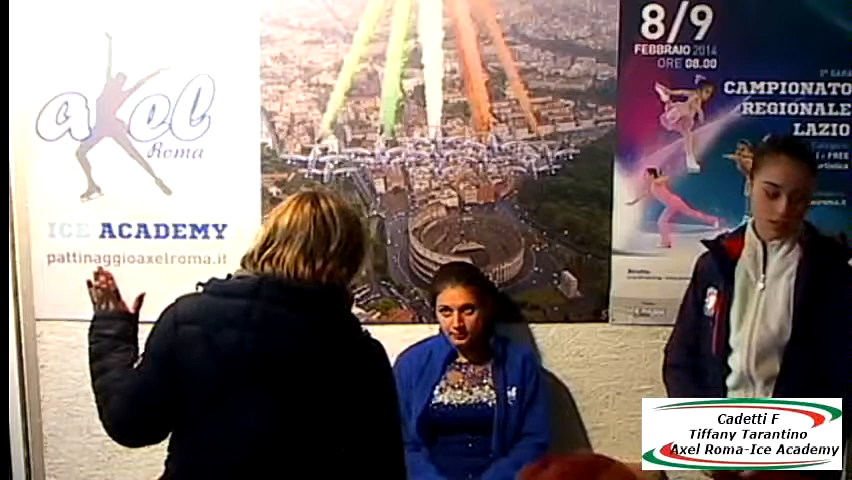 axel
Roma
ICE ACADEMY
pattinaggioaxelroma.it
8/9
FEBBRAIO 2014
ORE 08.00
CAMPIONATO
REGIONALE
LAZIO
Cadetti F
Tiffany Tarantino
Axel Roma-Ice Academy